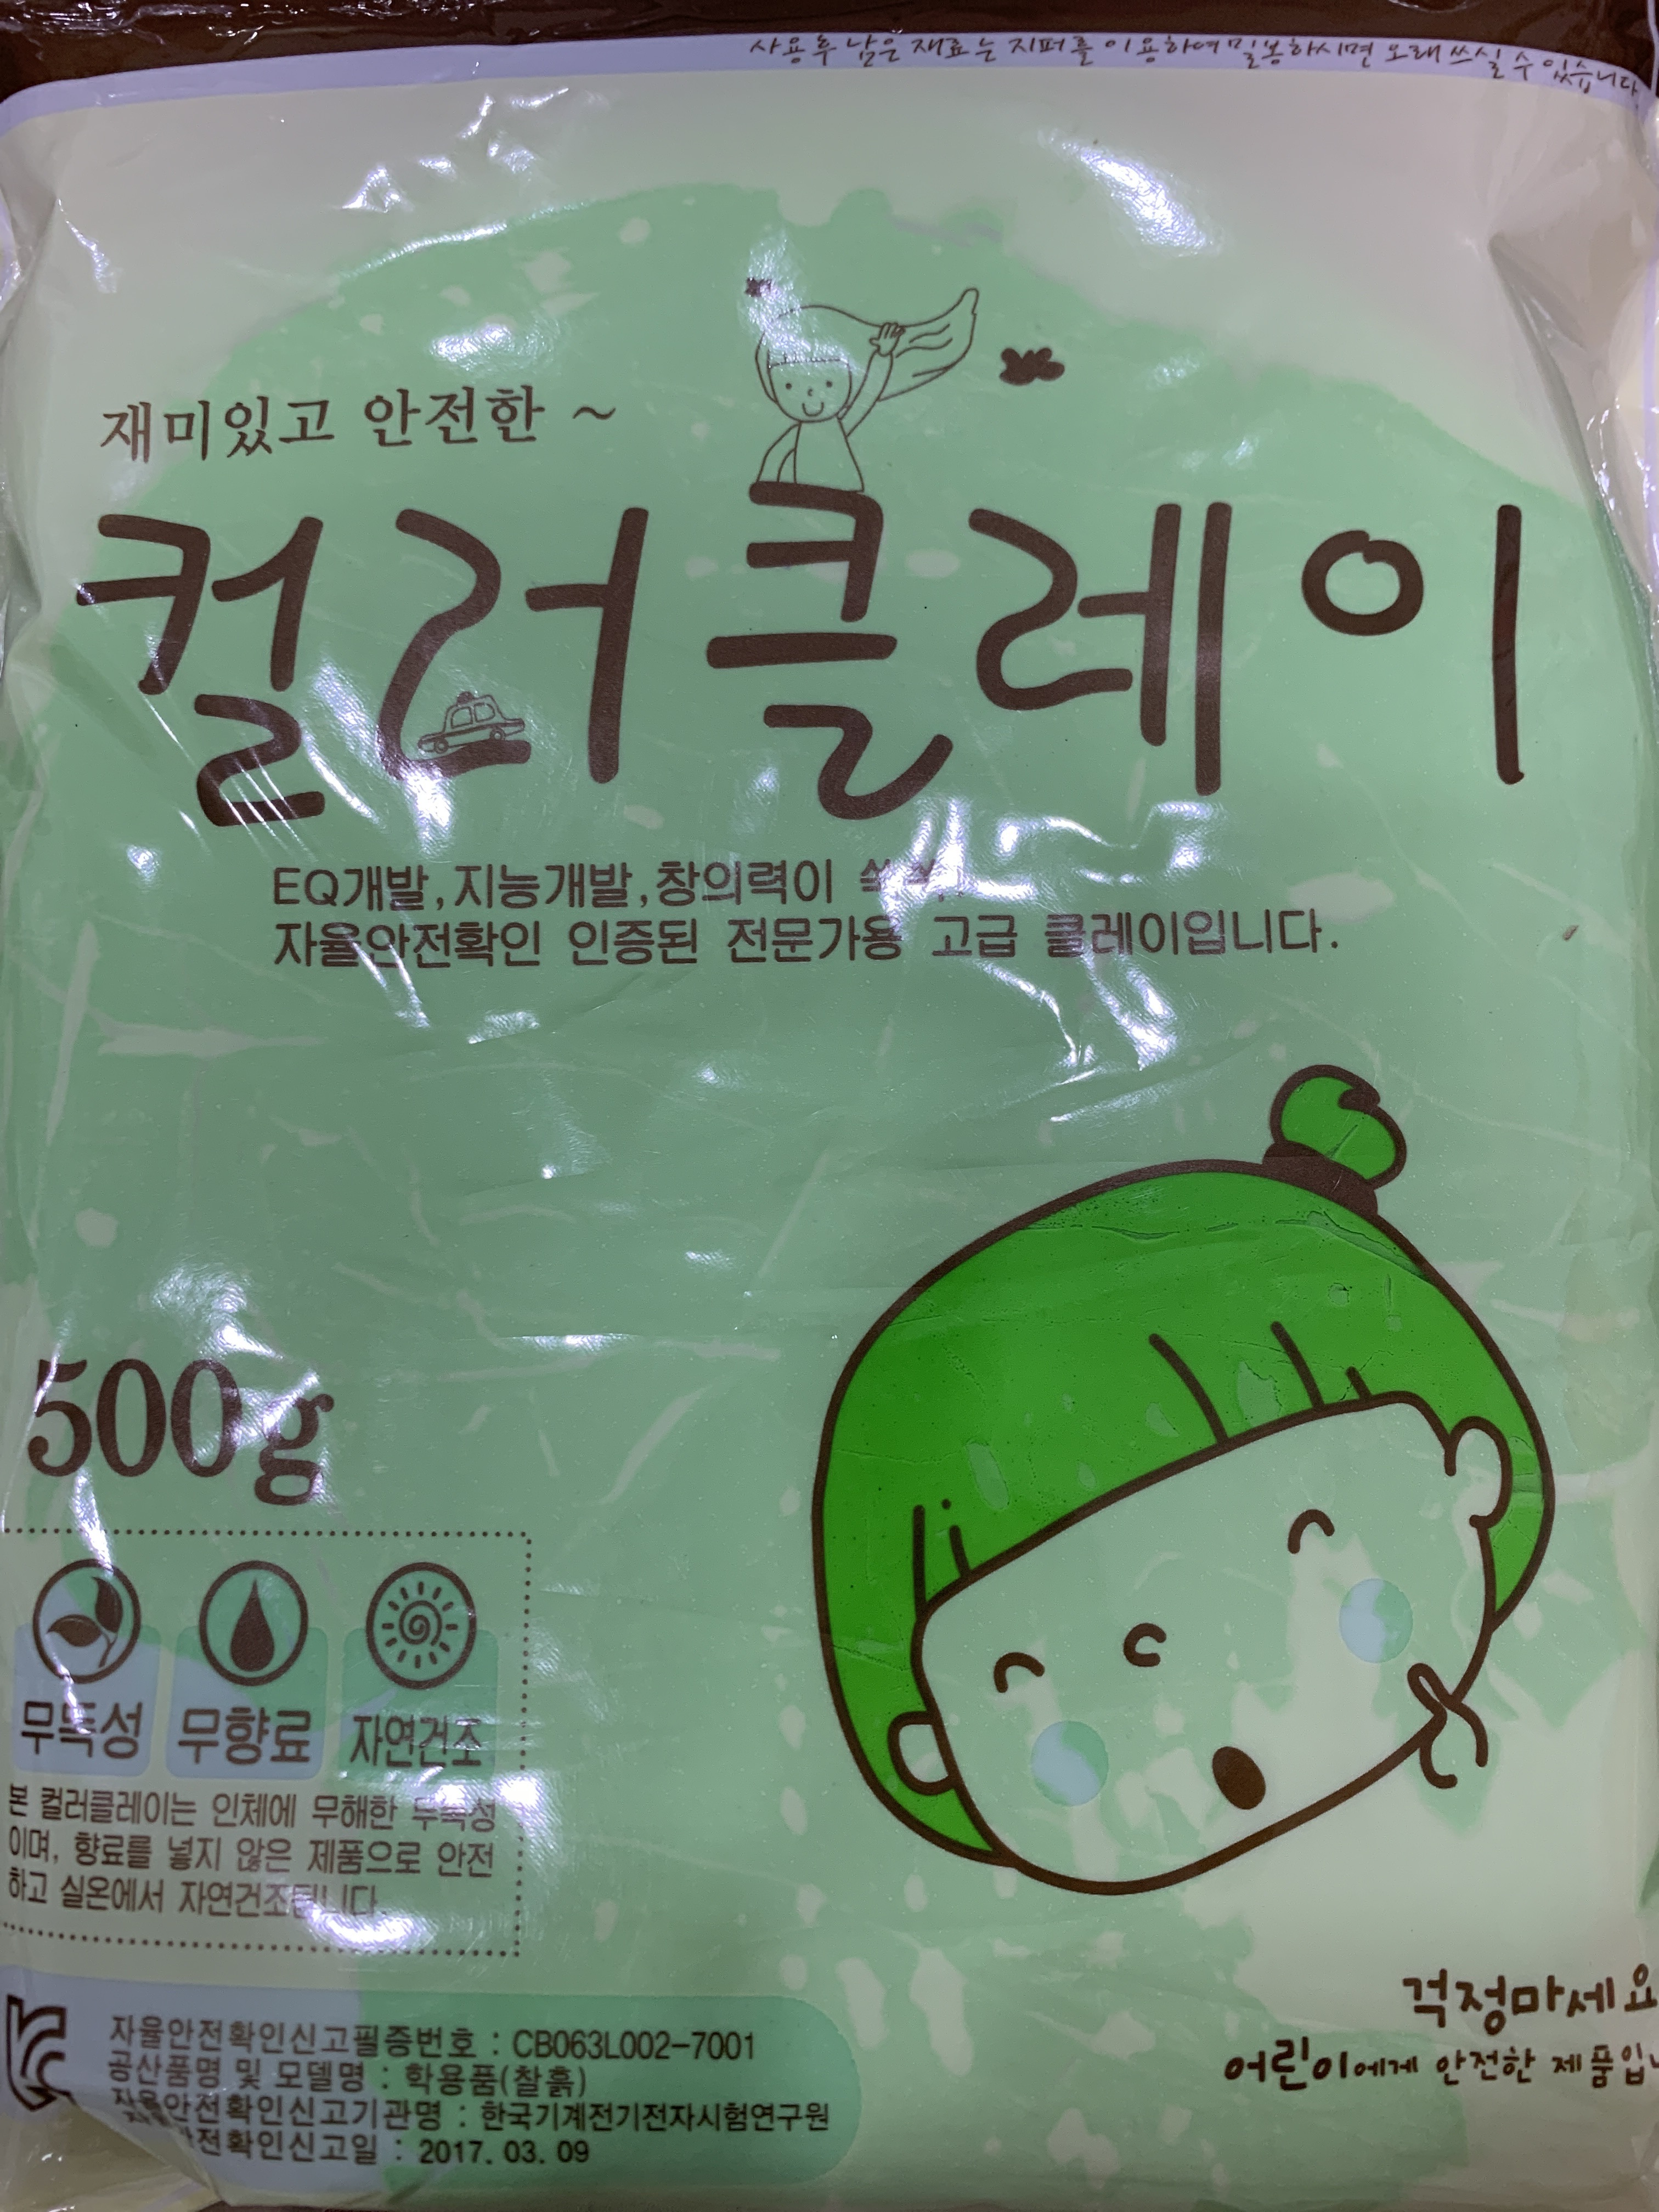 사용후 남은 재료는 지퍼를 이용하여 밀봉하시면 오래 쓰실 수 있습니다
재미있고 안전한 ~
컬러클레이
EQ개발,지능개발,창의력이
자율안전확인 인증된 전문가용 고급 클레이입니다.
500g
무독성 무향료 자연건조
본 컬러클레이는 인체에 무해한 무독성
이며, 향료를 넣지 않은 제품으로 안전
하고 실온에서 자연건조됩니다.
자율안전확인신고필증번호 : CB063L002-7001
공산품명 및 모델명 : 학용품(찰흙)
자율안전확인신고기관명 : 한국기계전기전자시험연구원
자율안전확인신고일 : 2017. 03. 09
걱정마세요
어린이에게 안전한 제품입